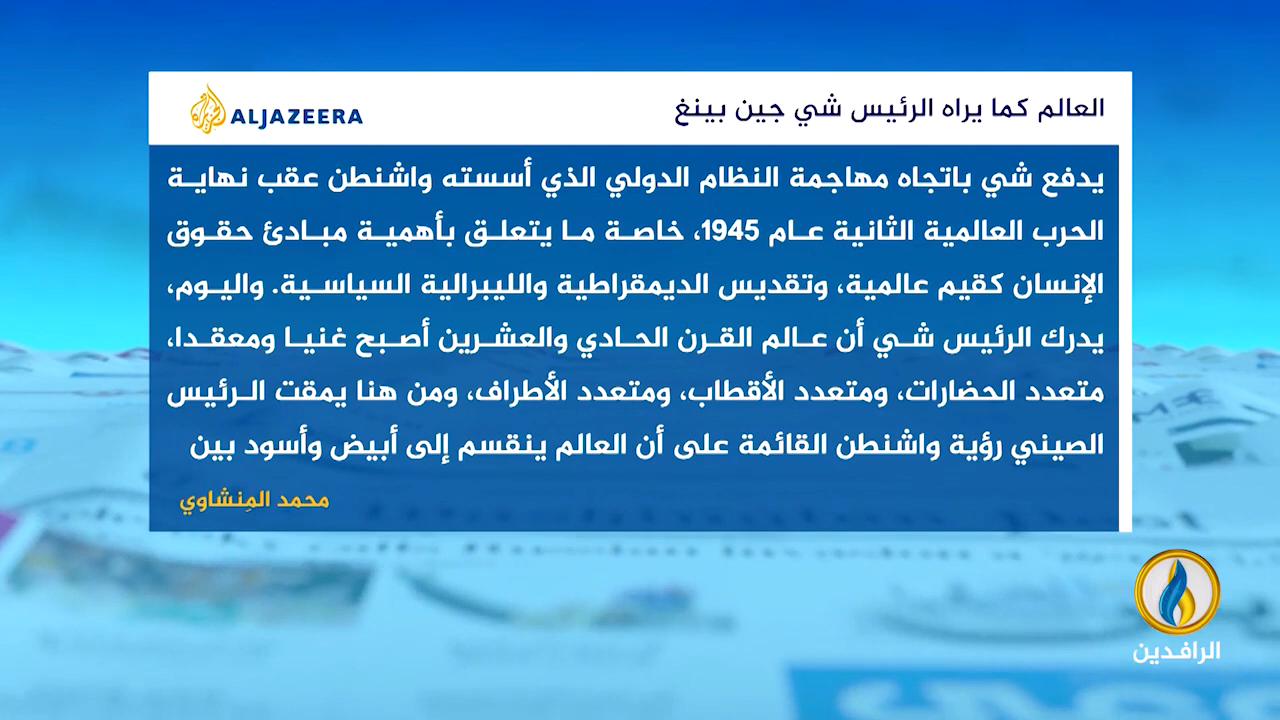 العالم كما يراه الرئيس شي جين بينغ
ALJAZEERA
يدفع شي باتجاه مهاجمة النظام الدولي الذي أسسته واشنطن عقب نهاية
الحرب العالمية الثانية عام 1945، خاصة ما يتعلق بأهمية مبادئ حقوق
الإنسان كقيم عالمية، وتقديس الديمقراطية والليبرالية السياسية. واليوم،
يدرك الرئيس شي أن عالم القرن الحادي والعشرين أصبح غنيا ومعقدا،
متعدد الحضارات، ومتعدد الأقطاب، ومتعدد الأطراف، ومن هنا يمقت الرئيس
الصيني رؤية واشنطن القائمة على أن العالم ينقسم إلى أبيض وأسود بين
محمد المِنشاوي
الرافدين